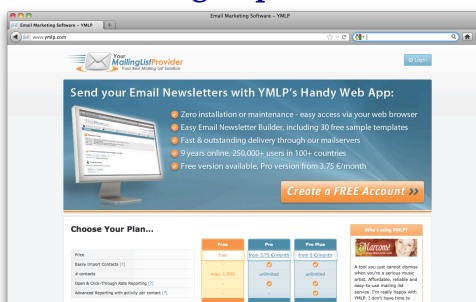 Email Marketing Software – YMLP
Email Marketing Software – YMLP
www.ymlp.com
Your
MailingListProvider
Your Best Mailing list Solution
Login
Send your Email Newsletters with YMLP's Handy Web App:
Zero installation or maintenance - easy access via your web browser
Easy Email Newsletter Builder, including 30 free sample templates
Fast & outstanding delivery through our mailservers
9 years online, 250,000+ users in 100+ countries
Free version available, Pro version from 3.75 €/month
Create a FREE Account >>
Choose Your Plan...
Who's using YMLP?
Free Pro Pro Plus
Price Free from 3.75 €/month from 5 €/month
Easily Import Contacts [?]
# contacts max. 1,000 unlimited unlimited
Open & Click-Through Rate Reporting [?]
Advanced Reporting with activity per contact [?]
Marcome
A tool you just cannot dismiss
when you're a serious music
artist. Affordable, reliable and
easy-to-use mailing list
service. I'm really happy with
YMLP. I don't have time to